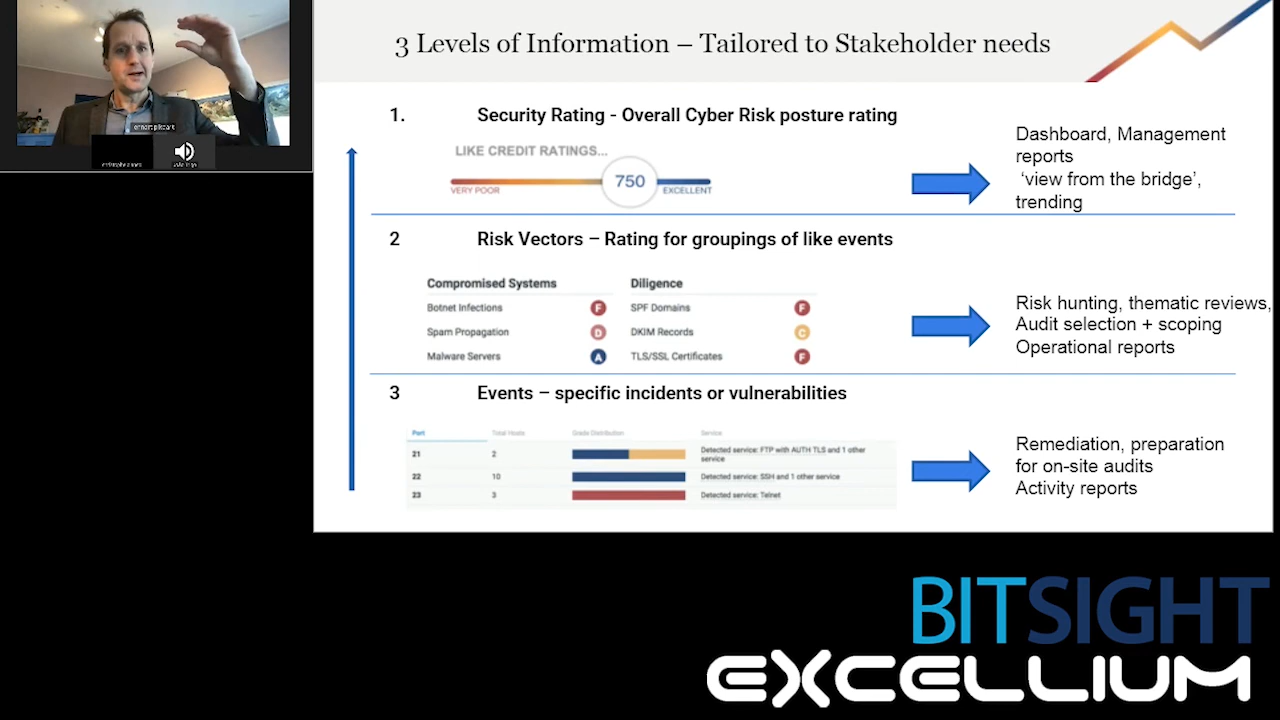 3 Levels of Information – Tailored to Stakeholder needs
1. Security Rating - Overall Cyber Risk posture rating
LIKE CREDIT RATINGS...
750
VERY POOR EXCELLENT
Dashboard, Management
reports
‘view from the bridge’,
trending
2 Risk Vectors – Rating for groupings of like events
Compromised Systems Diligence
Botnet Infections F SPF Domains F
Spam Propagation D DKIM Records C
Malware Servers A TLS/SSL Certificates F
Risk hunting, thematic reviews,
Audit selection + scoping
Operational reports
3 Events – specific incidents or vulnerabilities
Port Total Hosts Grade Distribution Service
21 2 Detected service: FTP with AUTH TLS and 1 other
service
22 10 Detected service: SSH and 1 other service
23 3 Detected service: Telnet
Remediation, preparation
for on-site audits
Activity reports
BITSIGHT
EXCELLIUM